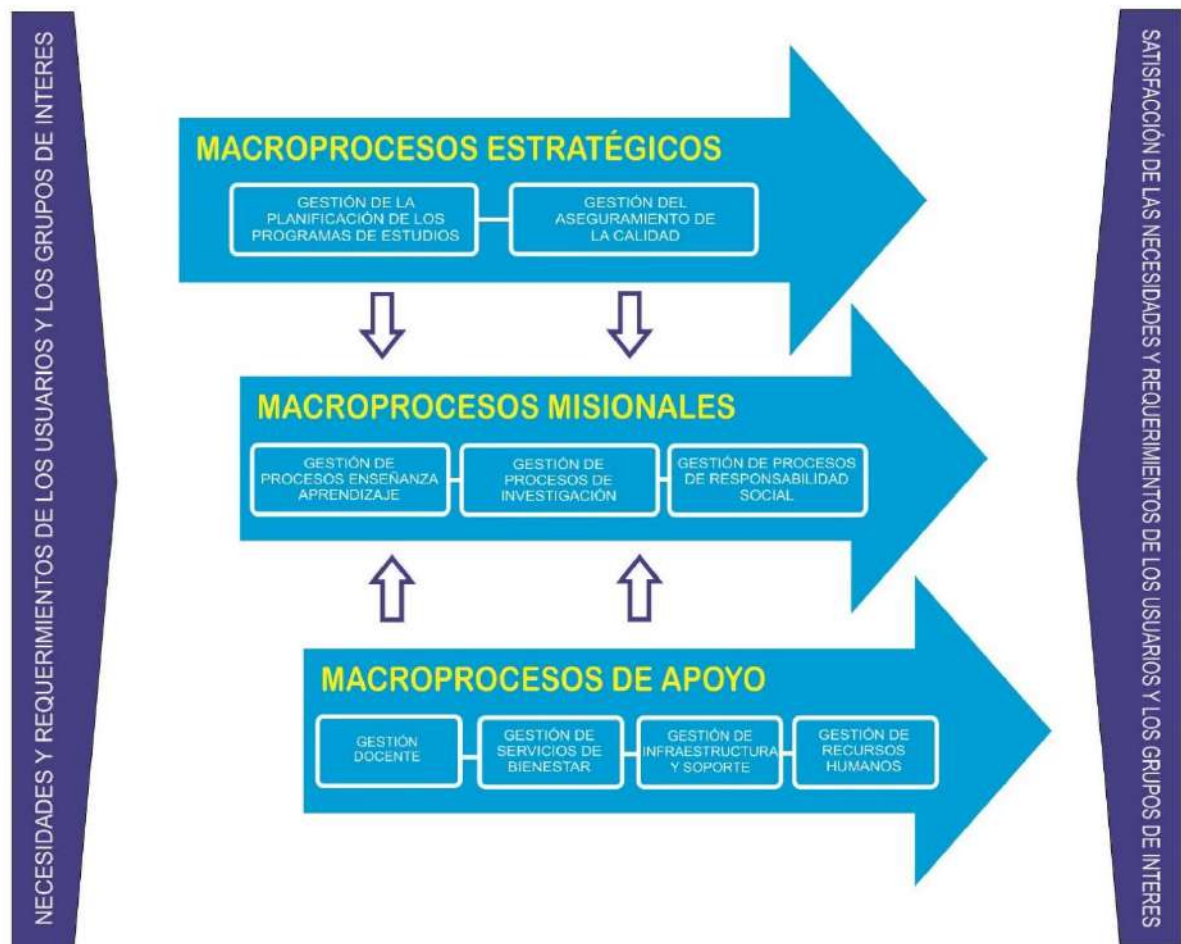 NECESIDADES Y REQUERIMIENTOS DE LOS USUARIOS Y LOS GRUPOS DE INTERES
MACROPROCESOS ESTRATÉGICOS
GESTIÓN DE LA
PLANIFICACIÓN DE LOS
PROGRAMAS DE ESTUDIOS
GESTIÓN DEL
ASEGURAMIENTO DE
LA CALIDAD
MACROPROCESOS MISIONALES
GESTIÓN DE
PROCESOS ENSEÑANZA
APRENDIZAJE
GESTIÓN DE
PROCESOS DE
INVESTIGACIÓN
GESTIÓN DE PROCESOS
DE RESPONSABILIDAD
SOCIAL
MACROPROCESOS DE APOYO
GESTIÓN
DOCENTE
GESTIÓN DE
SERVICIOS DE
BIENESTAR
GESTIÓN DE
INFRAESTRUCTURA
Y SOPORTE
GESTIÓN DE
RECURSOS
HUMANOS
SATISFACCIÓN DE LAS NECESIDADES Y REQUERIMIENTOS DE LOS USUARIOS Y LOS GRUPOS DE INTERES